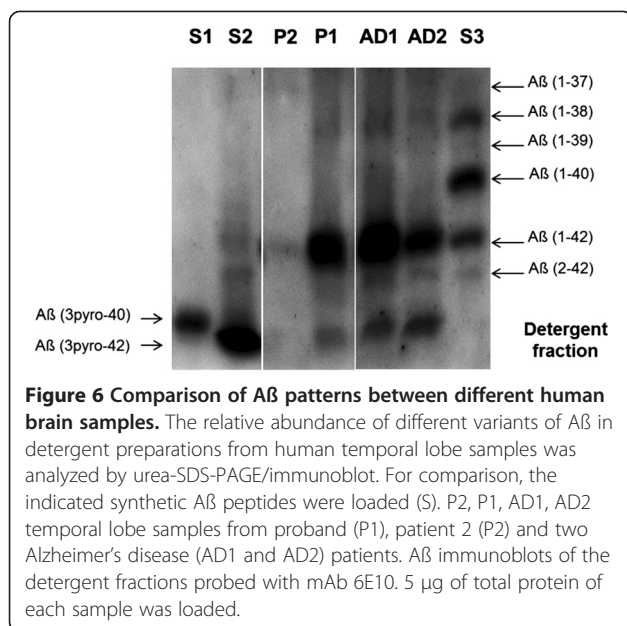 S1 S2 P2 P1 AD1 AD2 S3
Aß (1-37)
Aß (1-38)
Aß (1-39)
Aß (1-40)
Aß (1-42)
Aß (2-42)
Aß (3pyro-40)
Aß (3pyro-42)
Detergent
fraction
Figure 6 Comparison of Aß patterns between different human
brain samples. The relative abundance of different variants of Aß in
detergent preparations from human temporal lobe samples was
analyzed by urea-SDS-PAGE/immunoblot. For comparison, the
indicated synthetic Aß peptides were loaded (S). P2, P1, AD1, AD2
temporal lobe samples from proband (P1), patient 2 (P2) and two
Alzheimer's disease (AD1 and AD2) patients. Aß immunoblots of the
detergent fractions probed with mAb 6E10. 5 μg of total protein of
each sample was loaded.